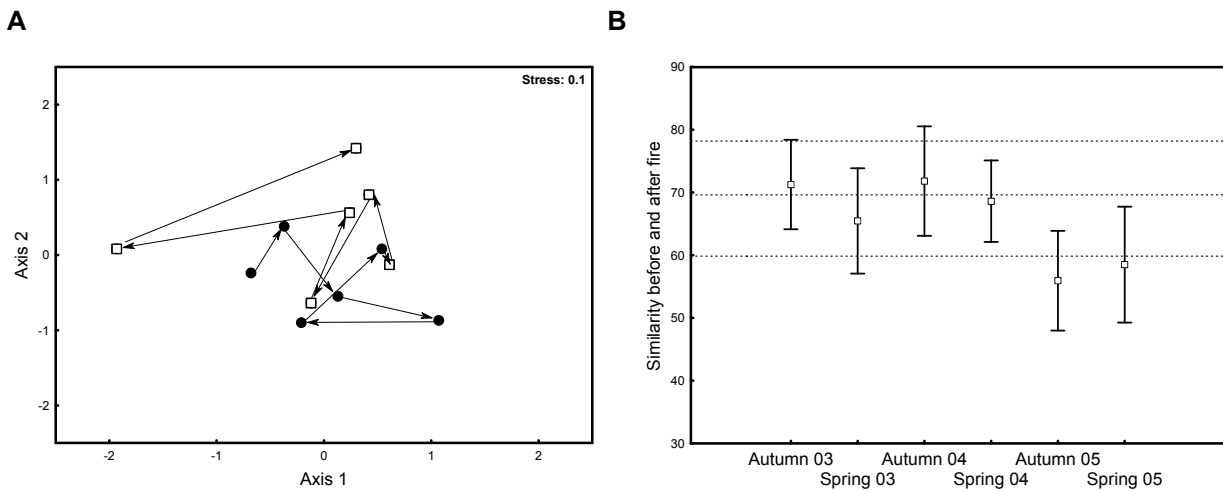 A
Stress: 0.1
2
1
0
-1
-2
Axis 2
-2
-1
0
1
2
Axis 1
B
90
80
70
60
50
40
30
Similarity before and after fire
Autumn 03
Autumn 04
Autumn 05
Spring 03
Spring 04
Spring 05